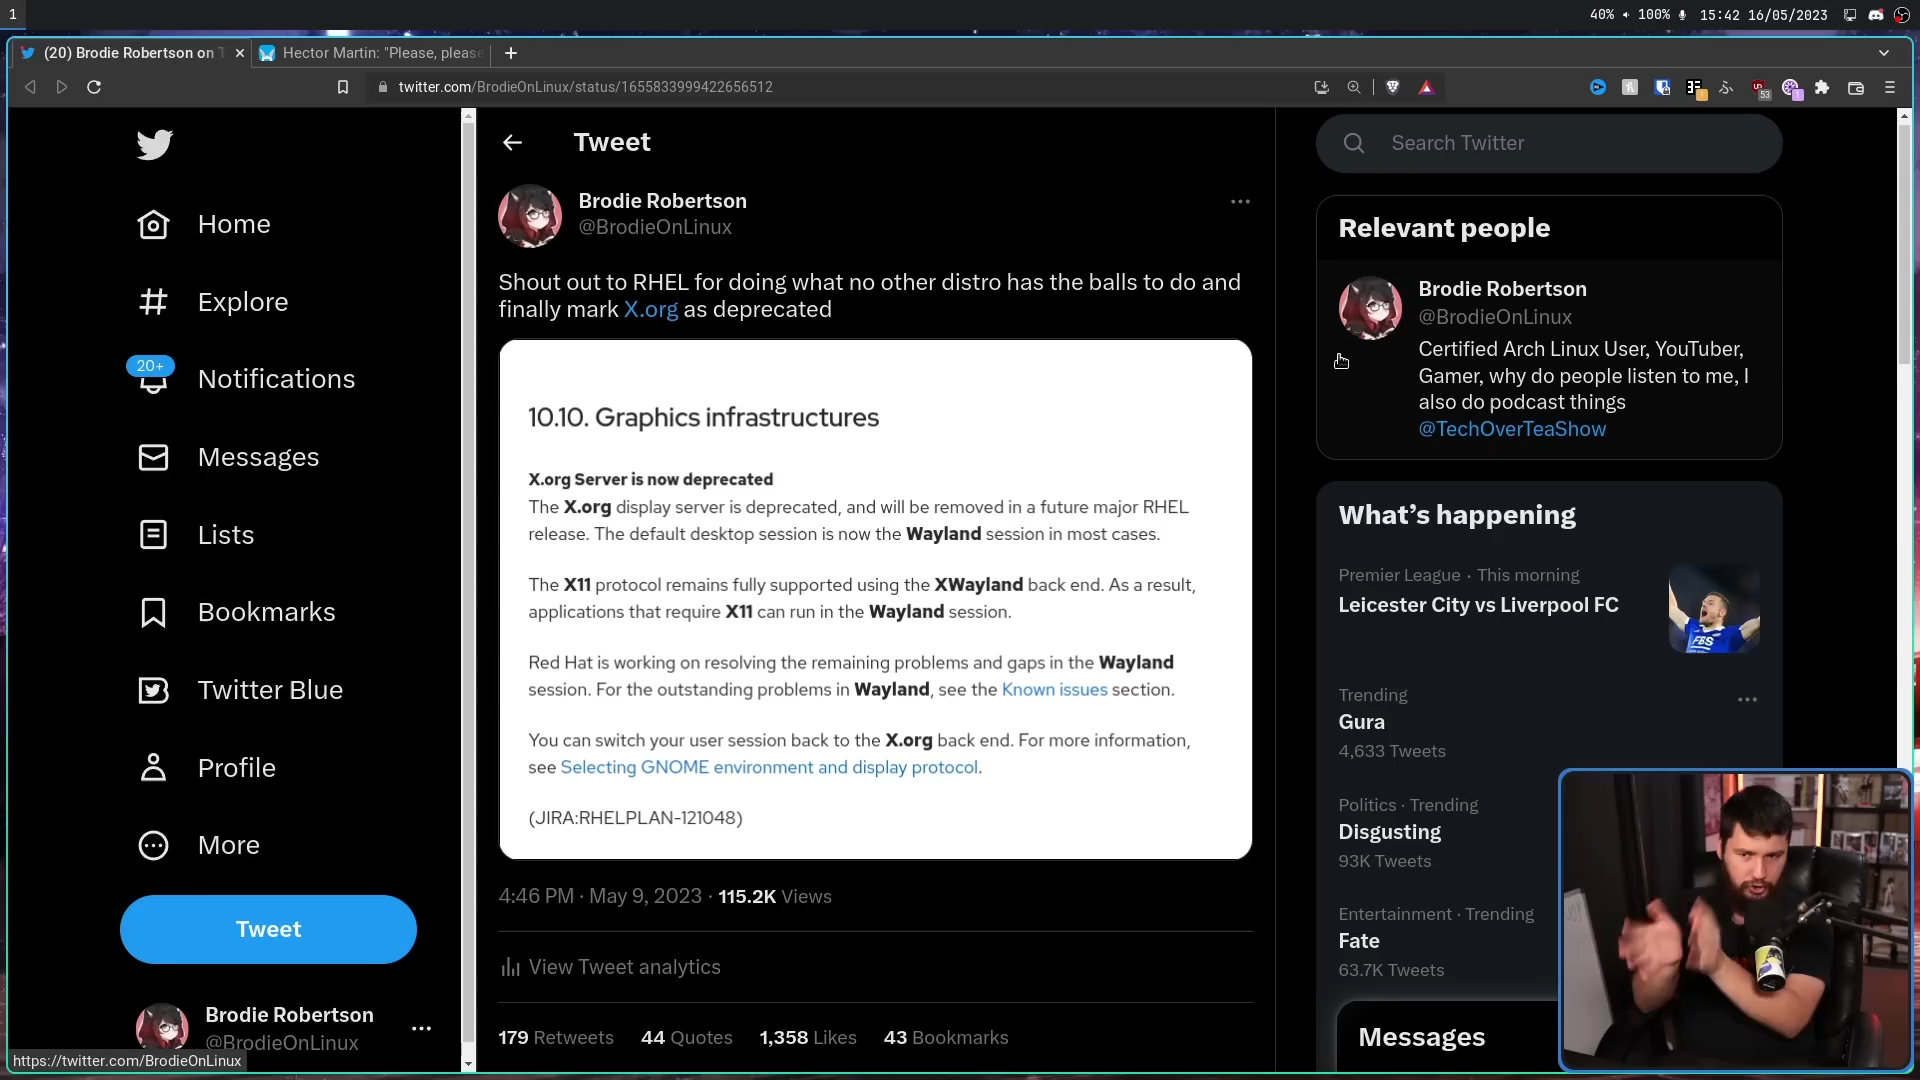 1
40%
100%
15:42 16/05/2023
(20) Brodie Robertson on T
Hector Martin: "Please, please
twitter.com/BrodieOnLinux/status/1655833999422656512
53
1
Home
Explore
20+
Notifications
Messages
Lists
Bookmarks
Twitter Blue
Profile
More
Tweet
Brodie Robertson
@BrodieOnLinux
https://twitter.com/BrodieOnLinux
Tweet
Brodie Robertson
@BrodieOnLinux
Shout out to RHEL for doing what no other distro has the balls to do and
finally mark X.org as deprecated
10.10. Graphics infrastructures
X.org Server is now deprecated
The X.org display server is deprecated, and will be removed in a future major RHEL
release. The default desktop session is now the Wayland session in most cases.
The X11 protocol remains fully supported using the XWayland back end. As a result,
applications that require X11 can run in the Wayland session.
Red Hat is working on resolving the remaining problems and gaps in the Wayland
session. For the outstanding problems in Wayland, see the Known issues section.
You can switch your user session back to the X.org back end. For more information,
see Selecting GNOME environment and display protocol.
(JIRA:RHELPLAN-121048)
4:46 PM · May 9, 2023 · 115.2K Views
View Tweet analytics
179 Retweets 44 Quotes 1,358 Likes 43 Bookmarks
Search Twitter
Relevant people
Brodie Robertson
@BrodieOnLinux
Certified Arch Linux User, YouTuber,
Gamer, why do people listen to me, I
also do podcast things
@TechOverTeaShow
What's happening
Premier League · This morning
Leicester City vs Liverpool FC
FBS
Trending
Gura
4,633 Tweets
Politics · Trending
Disgusting
93K Tweets
Entertainment · Trending
Fate
63.7K Tweets
Messages